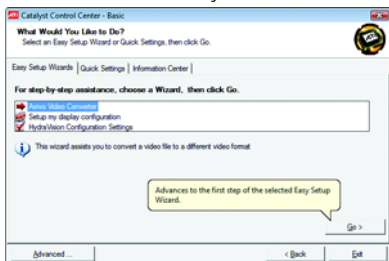 Catalyst Control Center - Basic
What Would You Like to Do?
Select an Easy Setup Wizard or Quick Settings, then click Go.
Easy Setup Wizards | Quick Settings | Information Center
For step-by-step assistance, choose a Wizard, then click Go.
Avivo Video Converter
Setup my display configuration
HydraVision Configuration Settings
This wizard assists you to convert a video file to a different video format
Advances to the first step of the selected Easy Setup
Wizard.
Go >
Advanced ...
< Back
Exit